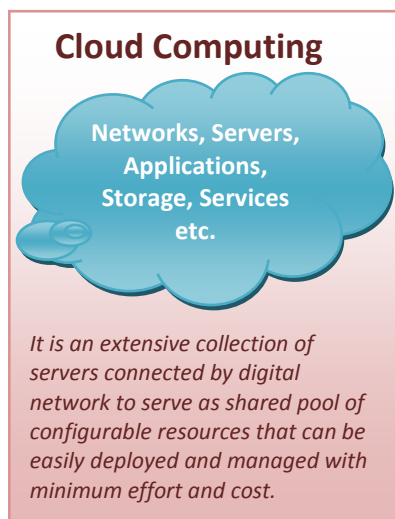 Cloud Computing
Networks, Servers,
Applications,
Storage, Services
etc.
It is an extensive collection of
servers connected by digital
network to serve as shared pool of
configurable resources that can be
easily deployed and managed with
minimum effort and cost.